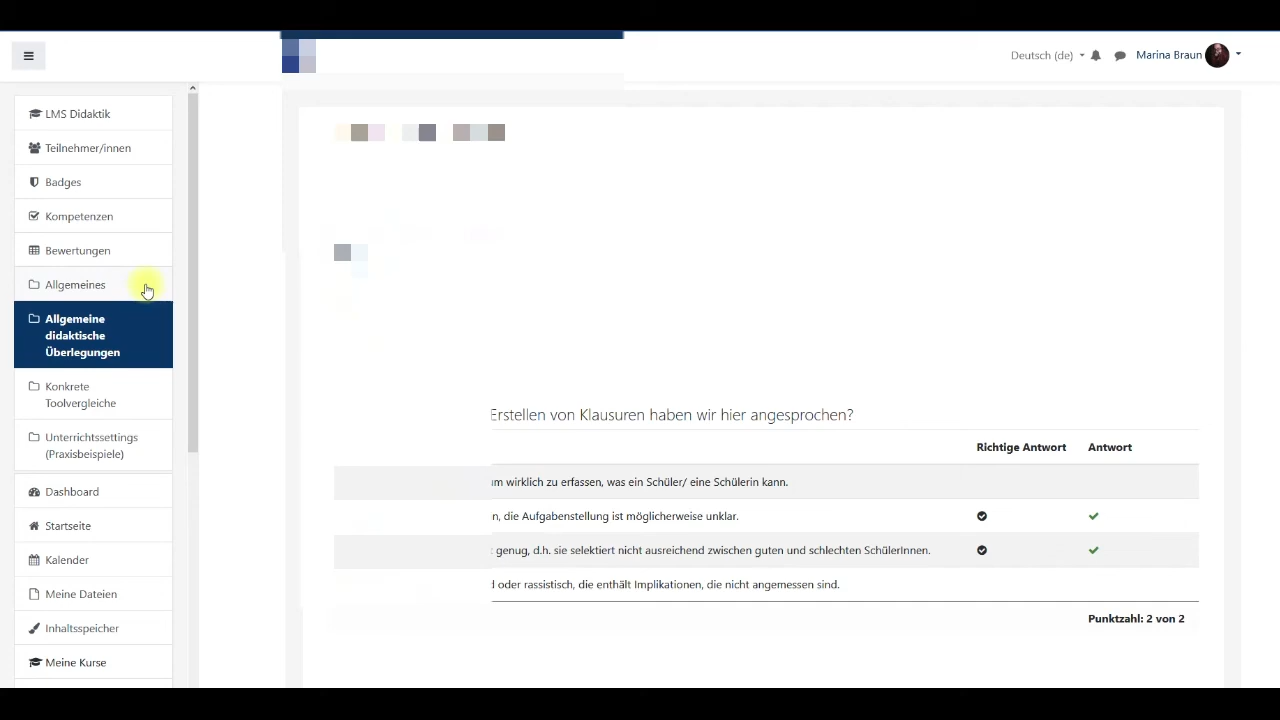 Deutsch (de)
Marina Braun
LMS Didaktik
Teilnehmer/innen
Badges
Kompetenzen
Bewertungen
Allgemeines
Allgemeine
didaktische
Überlegungen
Konkrete
Toolvergleiche
Unterrichtssettings
(Praxisbeispiele)
Dashboard
Startseite
Kalender
Meine Dateien
Inhaltsspeicher
Meine Kurse
Erstellen von Klausuren haben wir hier angesprochen?
Richtige Antwort Antwort
wirklich zu erfassen, was ein Schüler/ eine Schülerin kann.
die Aufgabenstellung ist möglicherweise unklar.
genug, d.h. sie selektiert nicht ausreichend zwischen guten und schlechten SchülerInnen.
oder rassistisch, die enthält Implikationen, die nicht angemessen sind.
Punktzahl: 2 von 2